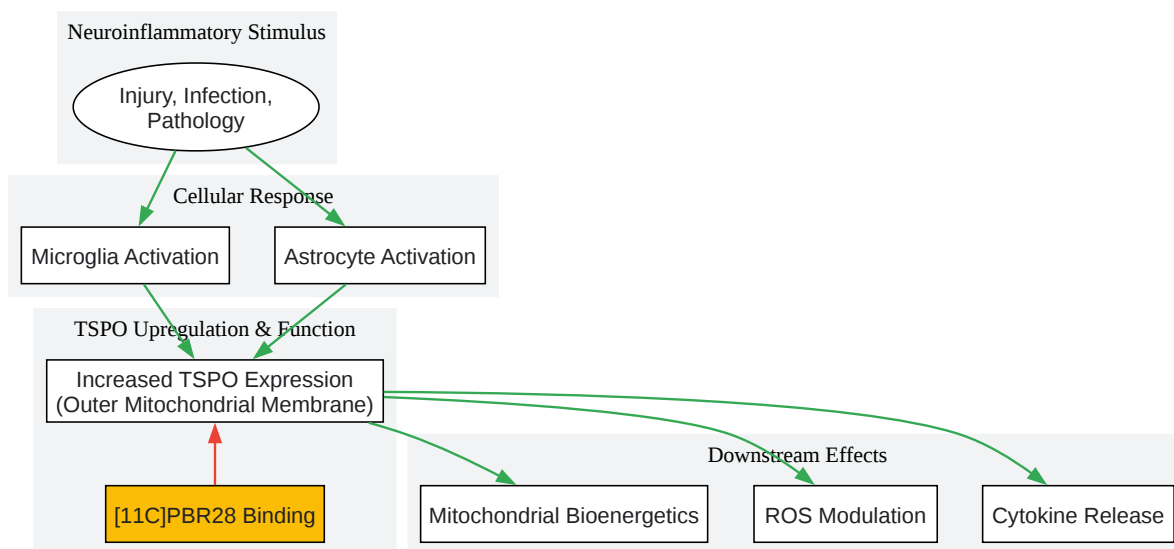 Neuroinflammatory Stimulus
Injury, Infection,
Pathology
Cellular Response
Microglia Activation
Astrocyte Activation
TSPO Upregulation & Function
Increased TSPO Expression
(Outer Mitochondrial Membrane)
[11C]PBR28 Binding
Downstream Effects
Mitochondrial Bioenergetics
ROS Modulation
Cytokine Release